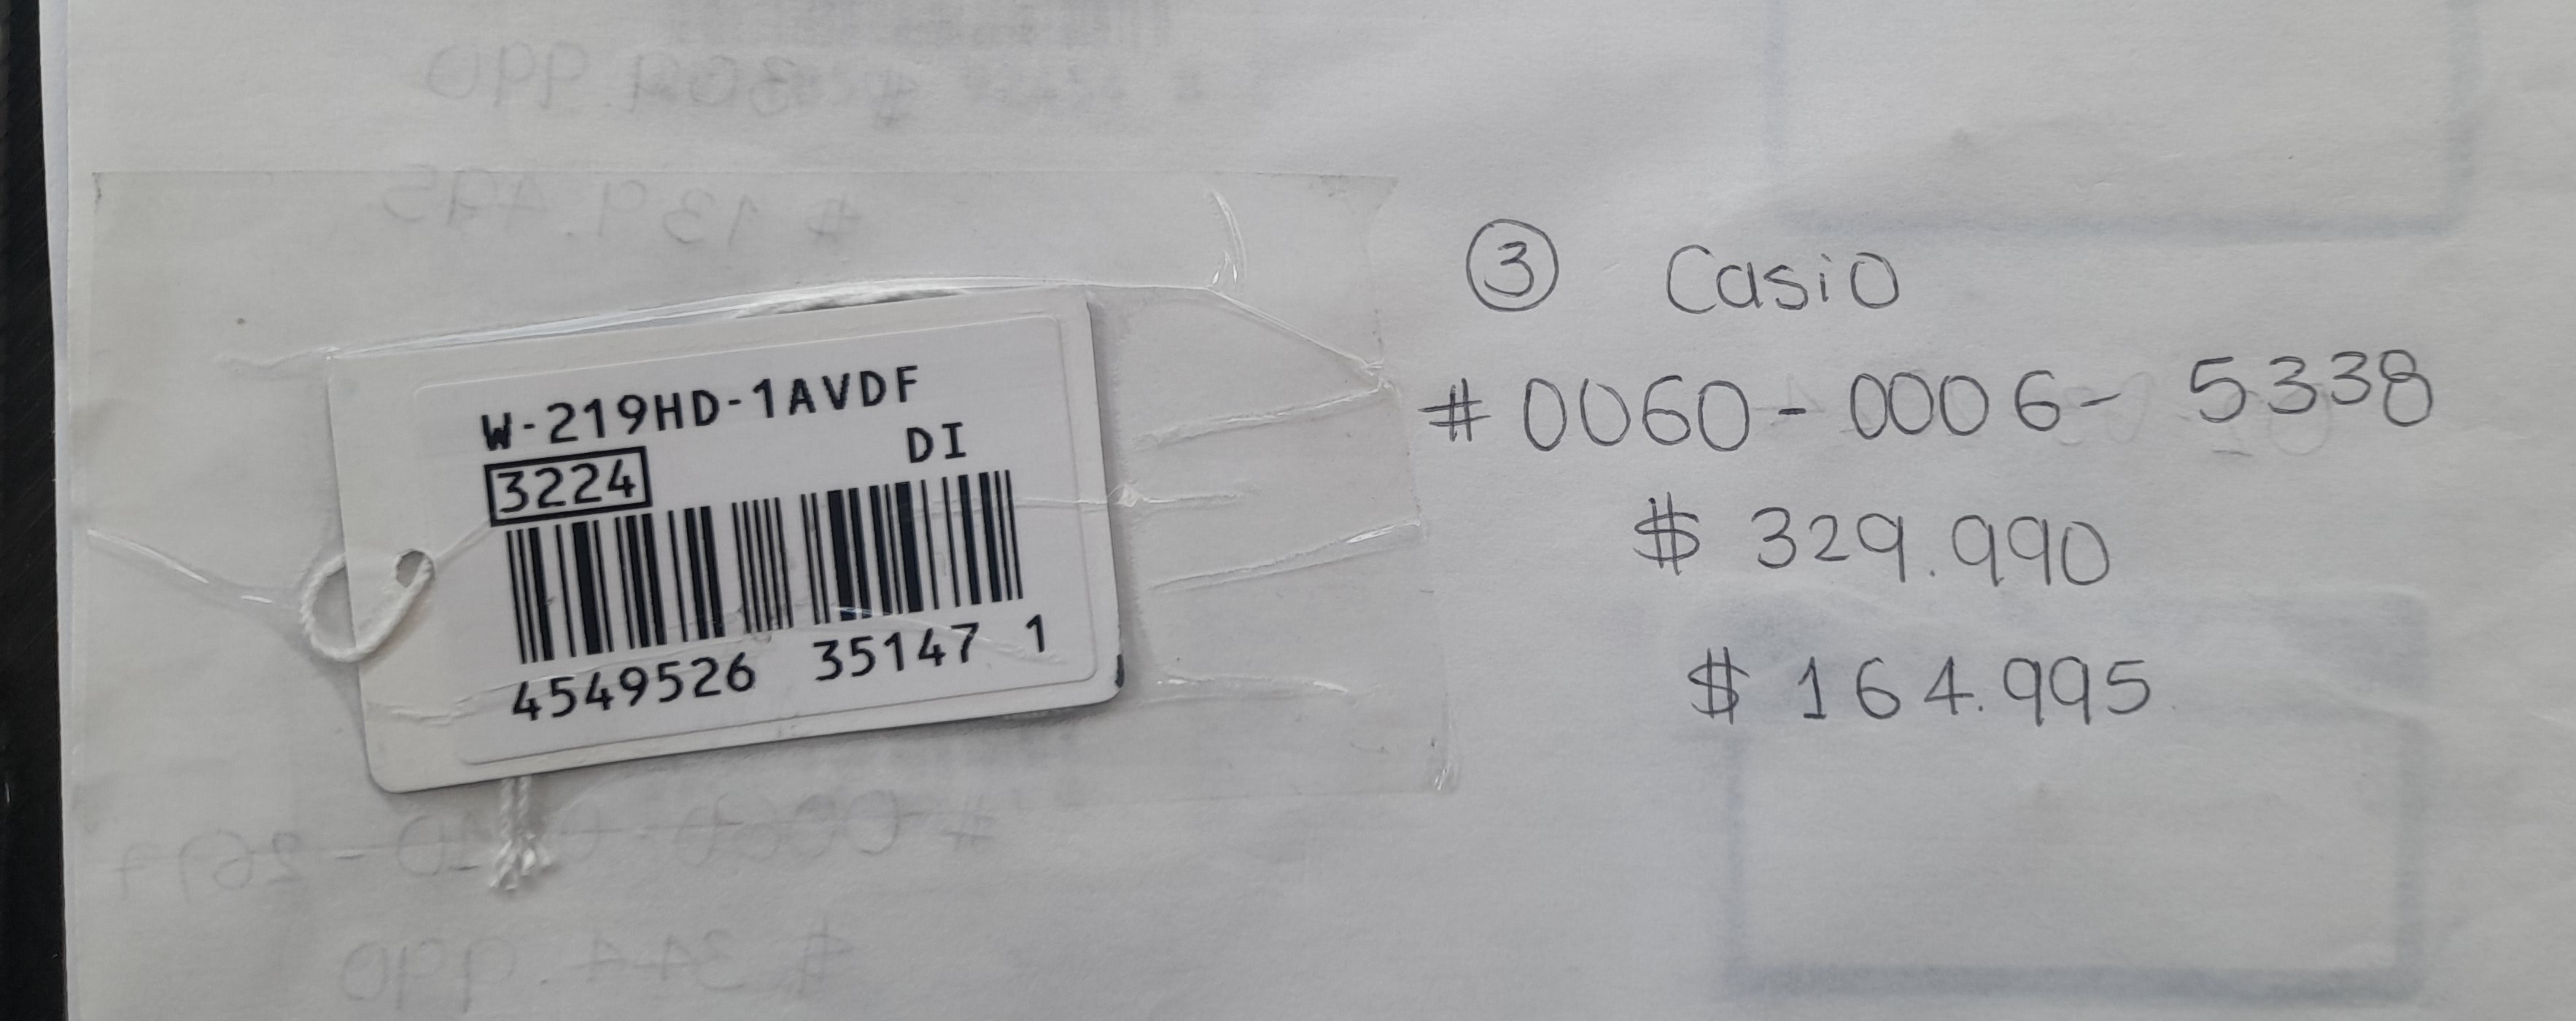 W-219HD-1AVDF
DI
3224
4549526 35147 1
③ Casio
#0060-0006-5338
$ 329.990
$ 164.995